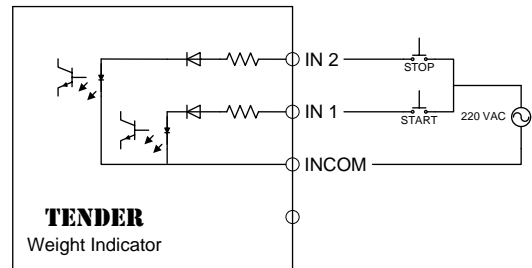 IN 2
STOP
IN 1
START
220 VAC
INCOM
TENDER
Weight Indicator